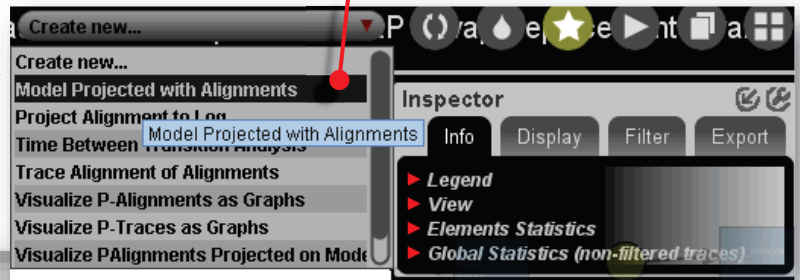 Create new...
Create new...
Model Projected with Alignments
Project Alignment to Log
Model Projected with Alignments
Time Between Transition Analysis
Trace Alignment of Alignments
Visualize P-Alignments as Graphs
Visualize P-Traces as Graphs
Visualize PAlignments Projected on Mode
Inspector
Info
Display
Filter
Export
Legend
View
Elements Statistics
Global Statistics (non-filtered traces)